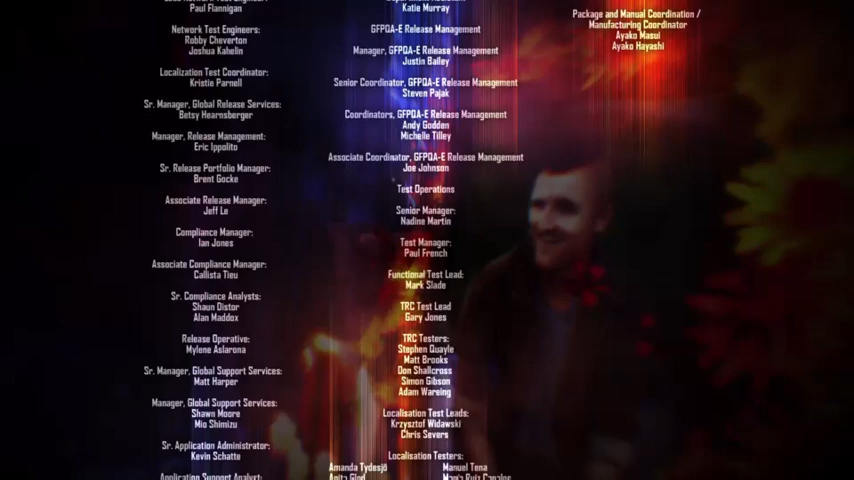 Paul Flannigan
Network Test Engineers:
Robby Cheverton
Joshua Kahelin
Localization Test Coordinator:
Kristie Parnell
Sr. Manager, Global Release Services:
Betsy Hearnsberger
Manager, Release Management:
Eric Ippolito
Sr. Release Portfolio Manager:
Brent Gocke
Associate Release Manager:
Jeff Le
Compliance Manager:
Ian Jones
Associate Compliance Manager:
Callista Tieu
Sr. Compliance Analysts:
Shaun Distor
Alan Maddox
Release Operative:
Mylene Aslarona
Sr. Manager, Global Support Services:
Matt Harper
Manager, Global Support Services:
Shawn Moore
Mio Shimizu
Sr. Application Administrator:
Kevin Schatte
Application Support Analyst:
Katie Murray
GFPQA-E Release Management
Manager, GFPQA-E Release Management
Justin Bailey
Senior Coordinator, GFPQA-E Release Management
Steven Pajak
Coordinators, GFPQA-E Release Management
Andy Godden
Michelle Tilley
Associate Coordinator, GFPQA-E Release Management
Joe Johnson
Test Operations
Senior Manager:
Nadine Martin
Test Manager:
Paul French
Functional Test Lead:
Mark Slade
TRC Test Lead
Gary Jones
TRC Testers:
Stephen Quayle
Matt Brooks
Don Shallcross
Simon Gibson
Adam Wareing
Localisation Test Leads:
Krzysztof Widawski
Chris Severs
Localisation Testers:
Amanda Tydesjö
Manuel Tena
Package and Manual Coordination /
Manufacturing Coordinator
Ayako Masui
Ayako Hayashi